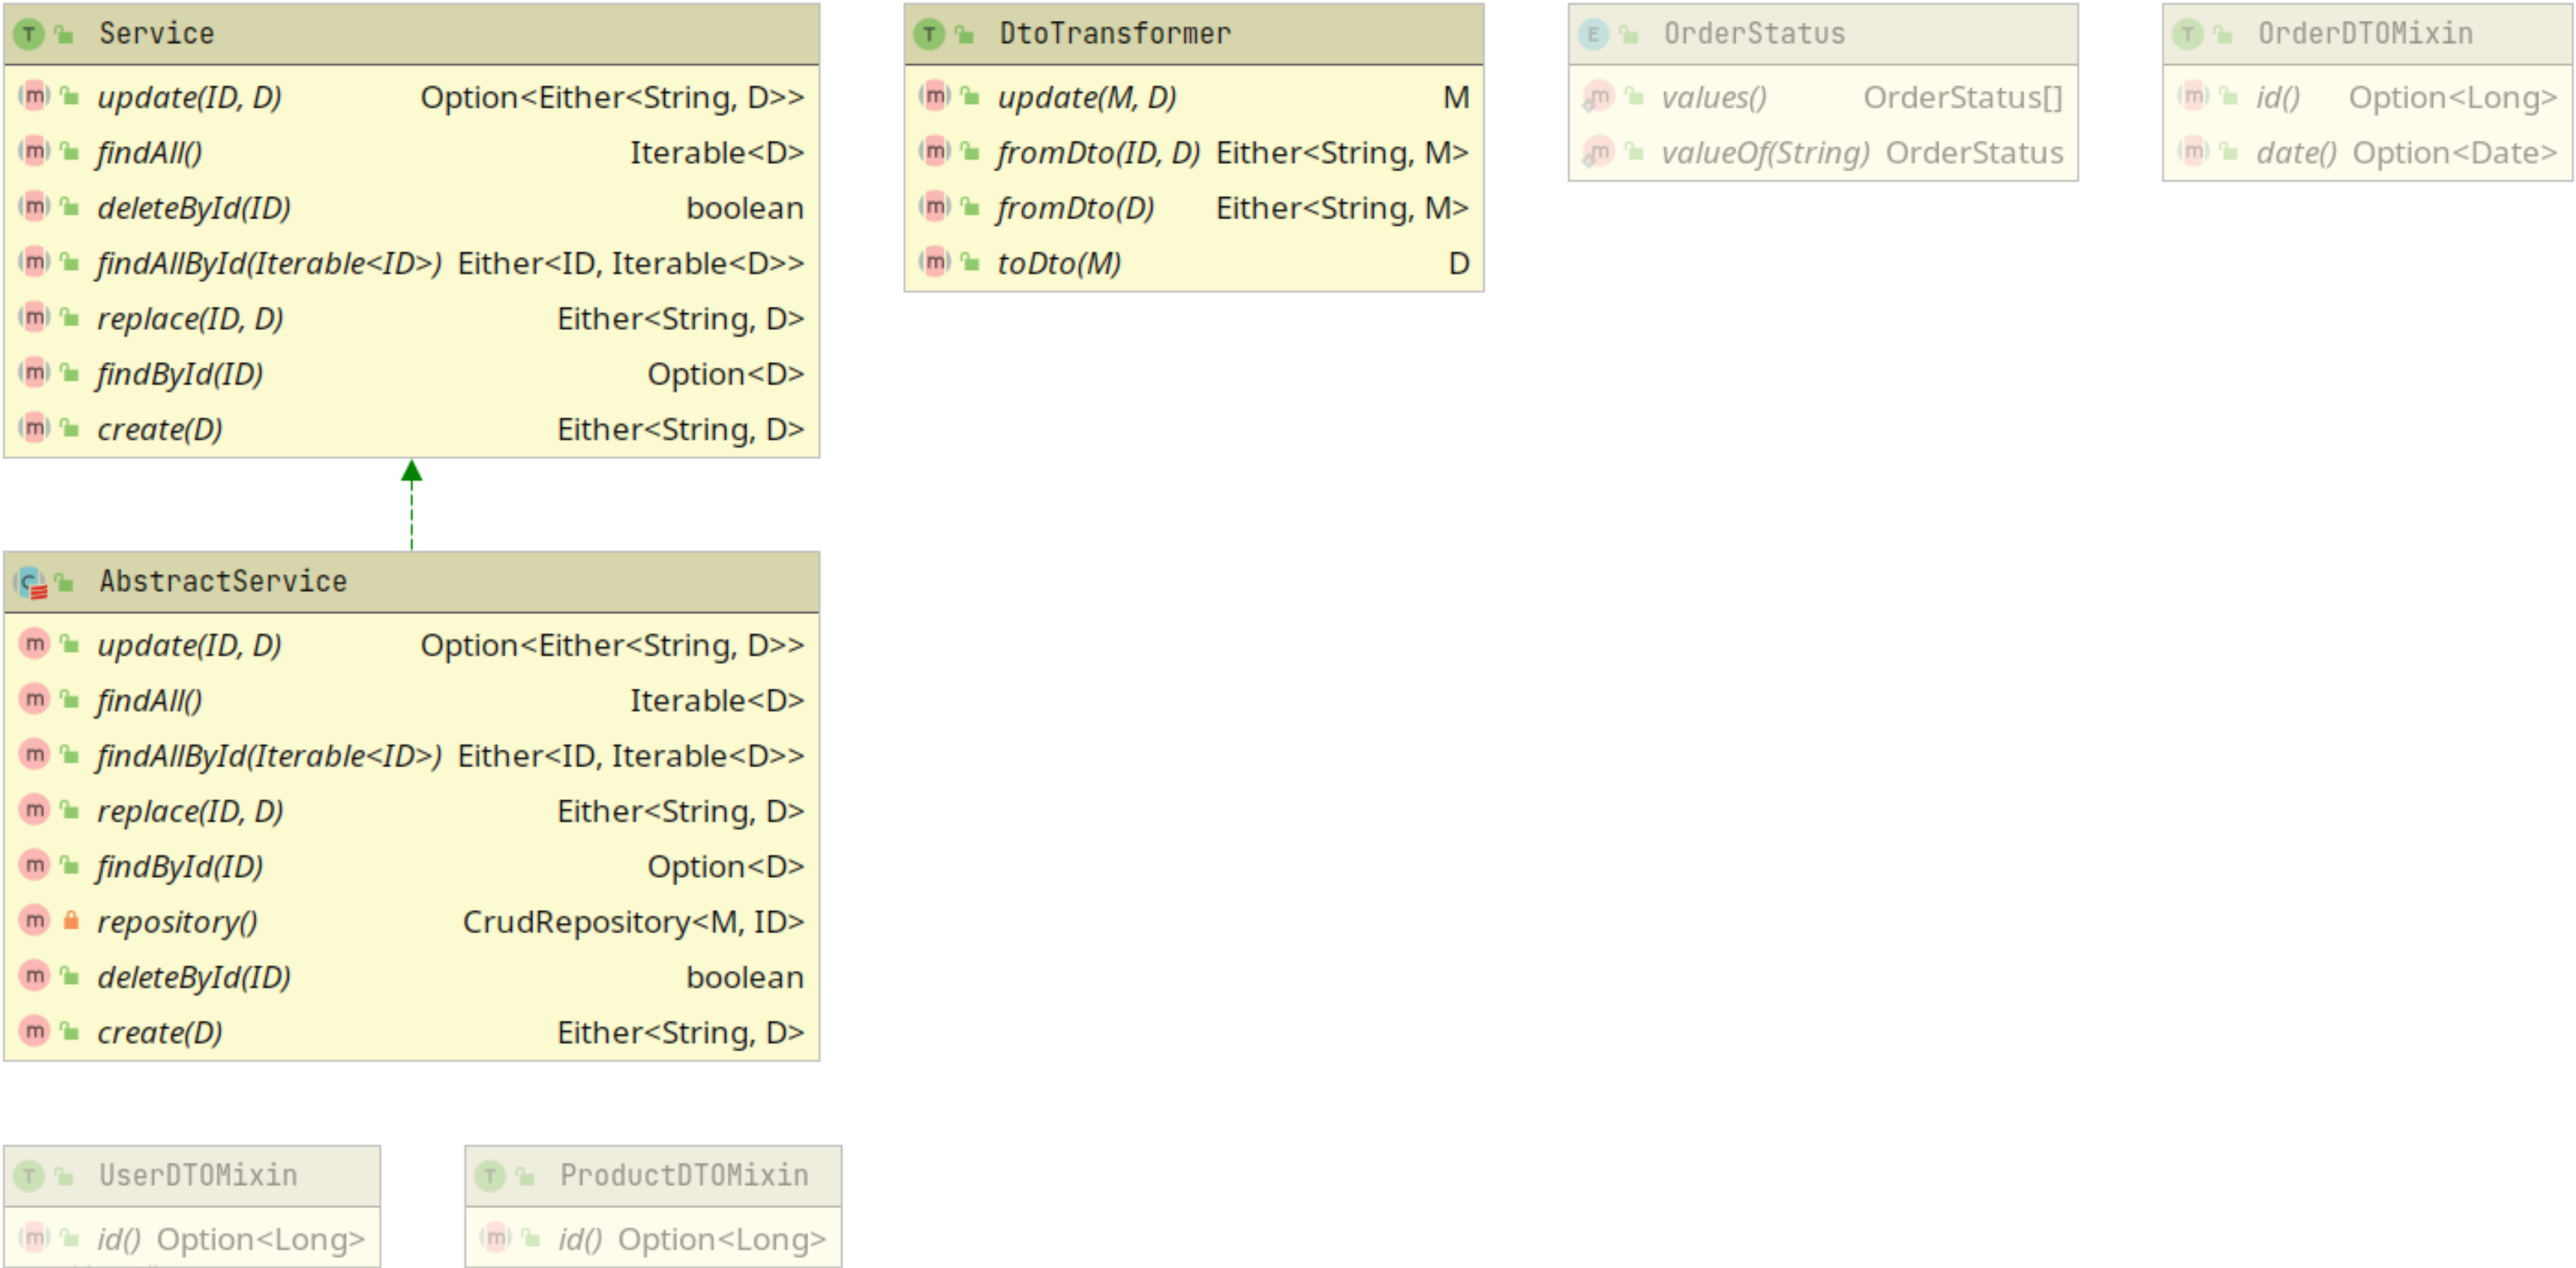 Service
update(ID, D) Option<Either<String, D>>
findAll() Iterable<D>
deleteById(ID) boolean
findAllById(Iterable<ID>) Either<ID, Iterable<D>>
replace(ID, D) Either<String, D>
findById(ID) Option<D>
create(D) Either<String, D>
DtoTransformer
update(M, D) M
fromDto(ID, D) Either<String, M>
fromDto(D) Either<String, M>
toDto(M) D
OrderStatus
values() OrderStatus[]
valueOf(String) OrderStatus
OrderDTOMixin
id() Option<Long>
date() Option<Date>
AbstractService
update(ID, D) Option<Either<String, D>>
findAll() Iterable<D>
findAllById(Iterable<ID>) Either<ID, Iterable<D>>
replace(ID, D) Either<String, D>
findById(ID) Option<D>
repository() CrudRepository<M, ID>
deleteById(ID) boolean
create(D) Either<String, D>
UserDTOMixin
id() Option<Long>
ProductDTOMixin
id() Option<Long>